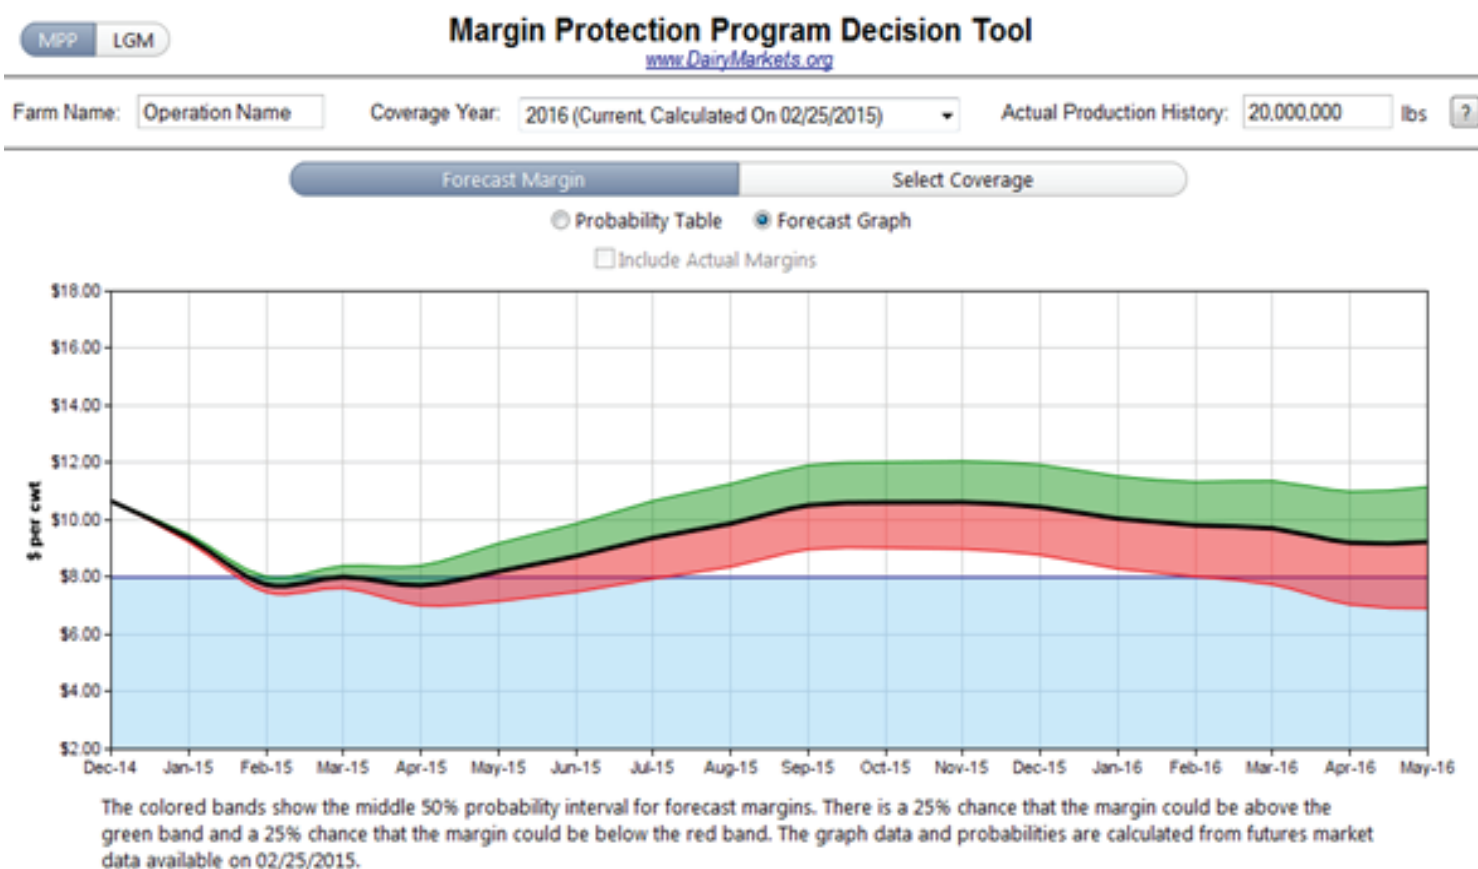 MPP LGM
Margin Protection Program Decision Tool
www.DairyMarkets.org
Farm Name: Operation Name Coverage Year: 2016 (Current, Calculated On 02/25/2015) Actual Production History: 20,000,000 lbs ?
Forecast Margin Select Coverage
Probability Table Forecast Graph
Include Actual Margins
$18.00
$16.00
$14.00
$12.00
$10.00
$8.00
$6.00
$4.00
$2.00
$ per cwt
Dec-14 Jan-15 Feb-15 Mar-15 Apr-15 May-15 Jun-15 Jul-15 Aug-15 Sep-15 Oct-15 Nov-15 Dec-15 Jan-16 Feb-16 Mar-16 Apr-16 May-16
The colored bands show the middle 50% probability interval for forecast margins. There is a 25% chance that the margin could be above the
green band and a 25% chance that the margin could be below the red band. The graph data and probabilities are calculated from futures market
data available on 02/25/2015.